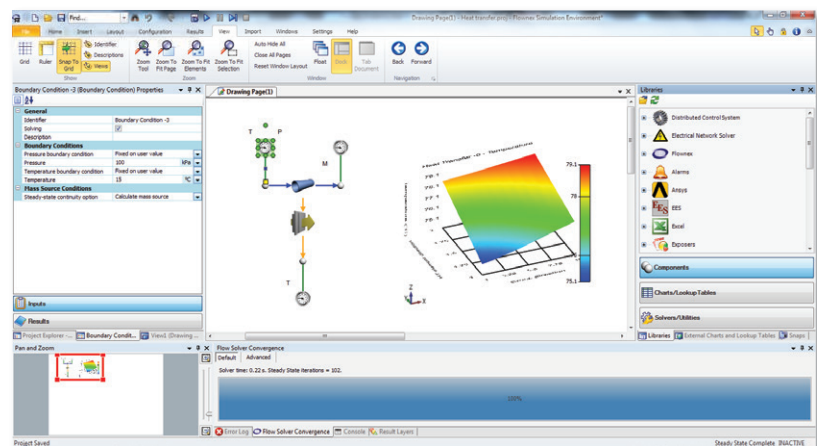 Find...
Drawing Page(1) - Heat transfer.proj - Flownex Simulation Environment*
File Home Insert Layout Configuration Results View Import Windows Settings Help
Identifier
Descriptions
Views
Grid Ruler Snap To Grid
Zoom Tool Zoom To Fit Page Zoom To Fit Elements Zoom To Fit Selection
Auto Hide All
Close All Pages
Reset Window Layout
Float Dock Tab Document
Back Forward
Show Zoom Window Navigation
Boundary Condition -3 (Boundary Condition) Properties
General
Identifier Boundary Condition -3
Solving
Description
Boundary Conditions
Pressure boundary condition Fixed on user value
Pressure 100 kPa
Temperature boundary condition Fixed on user value
Temperature 15 °C
Mass Source Conditions
Steady-state continuity option Calculate mass source
Inputs
Results
Project Explorer -... Boundary Condit... View1 (Drawing ...
Drawing Page(1)
T P
M
T
Heat Transfer -0 - Temperature
79.1
78
76
75.1
Z
X
Libraries
Distributed Control System
Electrical Network Solver
Flownex
Alarms
Ansys
EES
Excel
Exposers
Components
Charts/Lookup Tables
Solvers/Utilities
Libraries External Charts and Lookup Tables Snaps
Pan and Zoom
Flow Solver Convergence
Default Advanced
Solver time: 0.22 s. Steady State iterations = 102.
100%
Error Log Flow Solver Convergence Console Result Layers
Project Saved
Steady State Complete INACTIVE